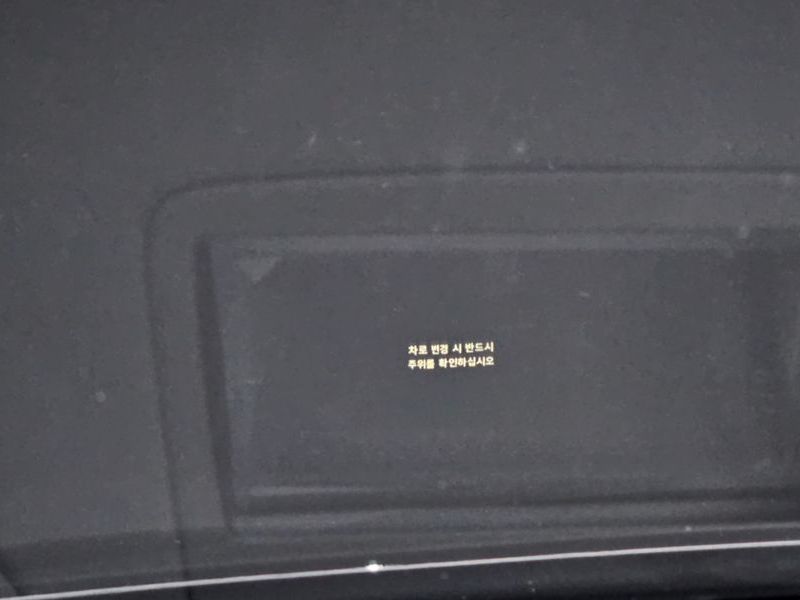 차로 변경 시 반드시
주위를 확인하십시오